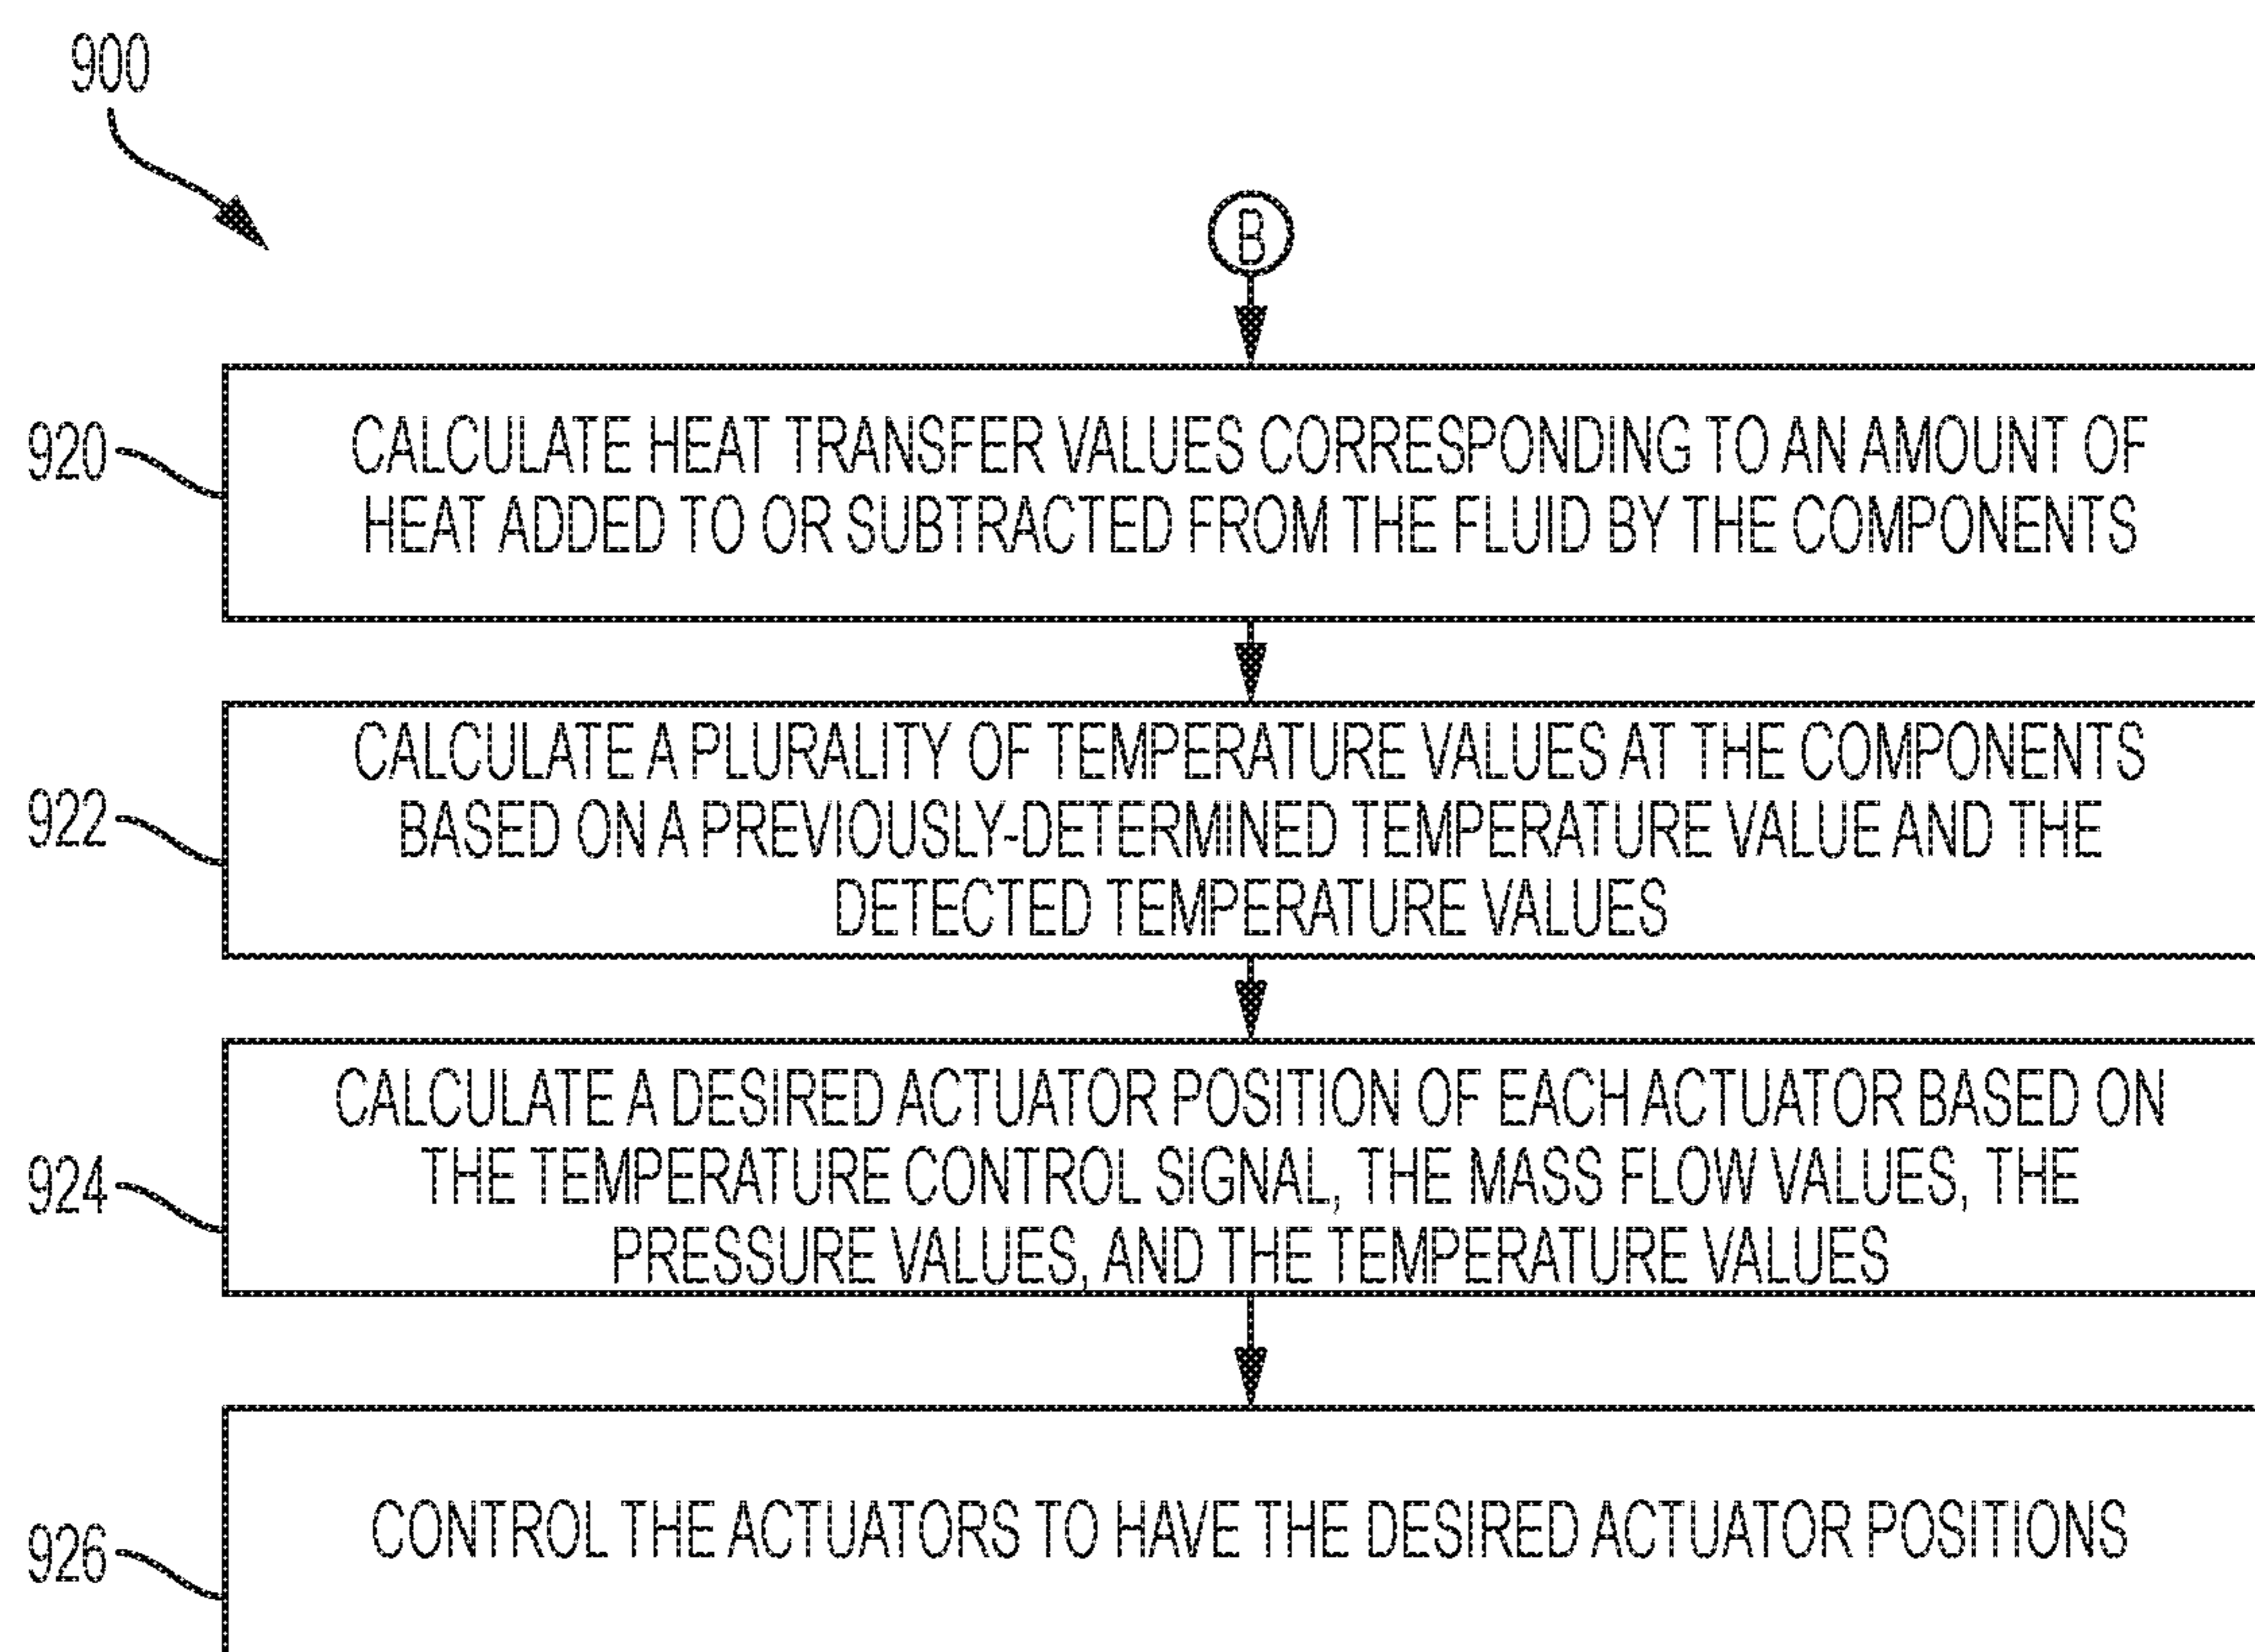 900
B
920
CALCULATE HEAT TRANSFER VALUES CORRESPONDING TO AN AMOUNT OF
HEAT ADDED TO OR SUBTRACTED FROM THE FLUID BY THE COMPONENTS
922
CALCULATE A PLURALITY OF TEMPERATURE VALUES AT THE COMPONENTS
BASED ON A PREVIOUSLY-DETERMINED TEMPERATURE VALUE AND THE
DETECTED TEMPERATURE VALUES
924
CALCULATE A DESIRED ACTUATOR POSITION OF EACH ACTUATOR BASED ON
THE TEMPERATURE CONTROL SIGNAL, THE MASS FLOW VALUES, THE
PRESSURE VALUES, AND THE TEMPERATURE VALUES
926
CONTROL THE ACTUATORS TO HAVE THE DESIRED ACTUATOR POSITIONS